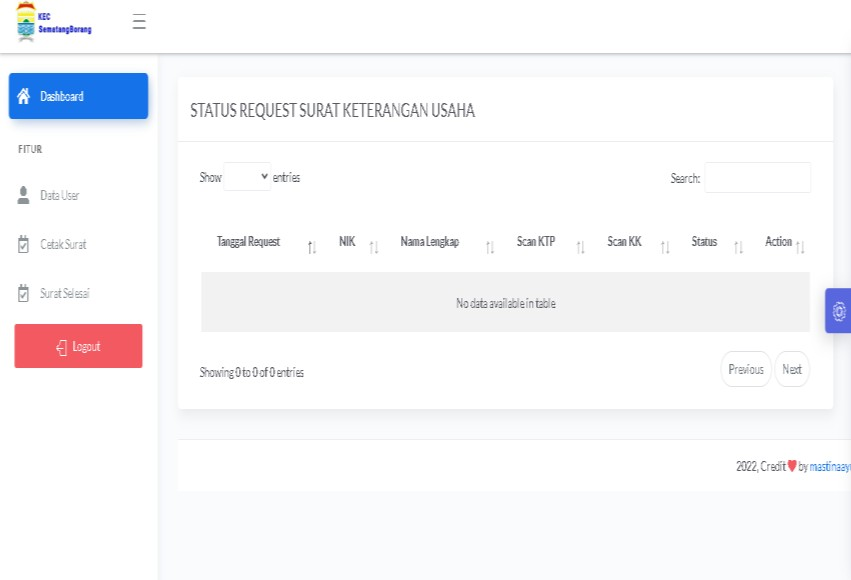 KEC
SematangBorang
Dashboard
FITUR
Data User
Cetak Surat
Surat Selesai
Logout
STATUS REQUEST SURAT KETERANGAN USAHA
Show entries
Search:
Tanggal Request NIK Nama Lengkap Scan KTP Scan KK Status Action
No data available in table
Showing 0 to 0 of 0 entries
Previous Next
2022, Credit by mastinaay